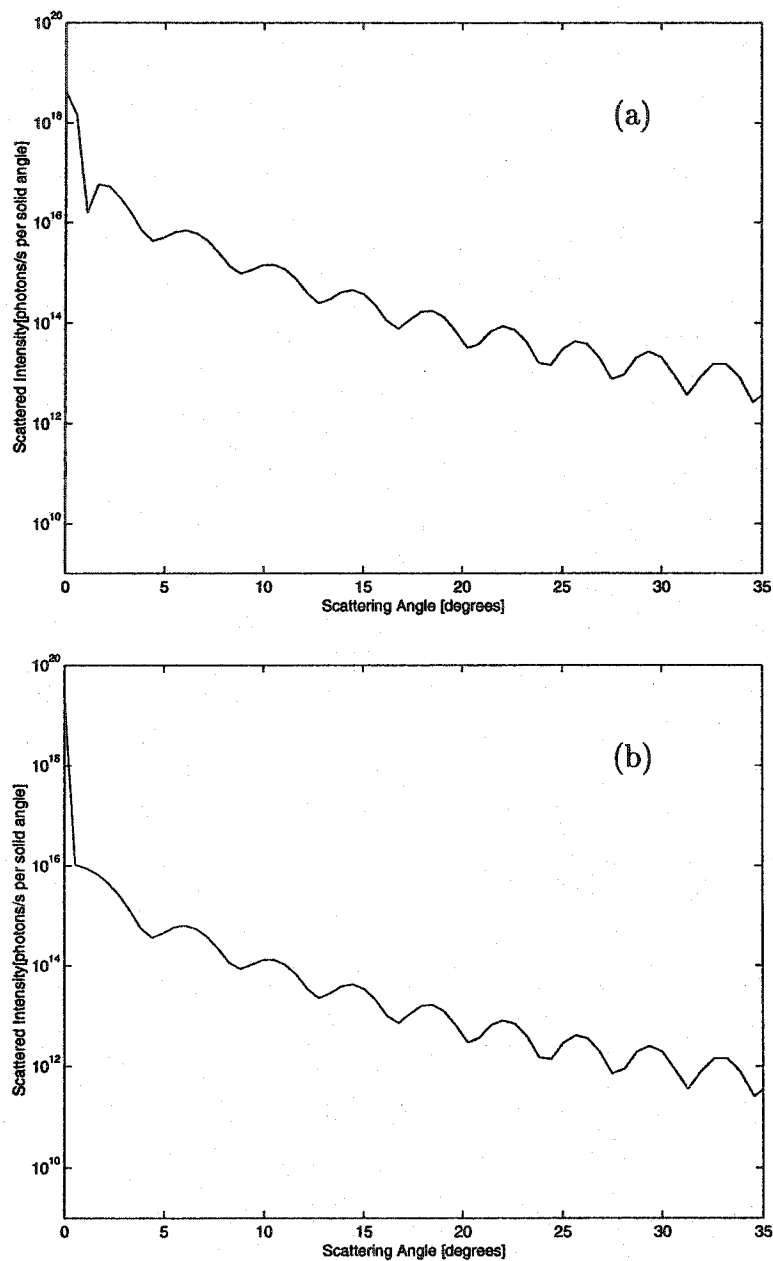 (a)
Scattered Intensity[photons/s per solid angle]
10^20
10^18
10^16
10^14
10^12
10^10
0 5 10 15 20 25 30 35
Scattering Angle [degrees]
(b)
Scattered Intensity[photons/s per solid angle]
10^20
10^18
10^16
10^14
10^12
10^10
0 5 10 15 20 25 30 35
Scattering Angle [degrees]